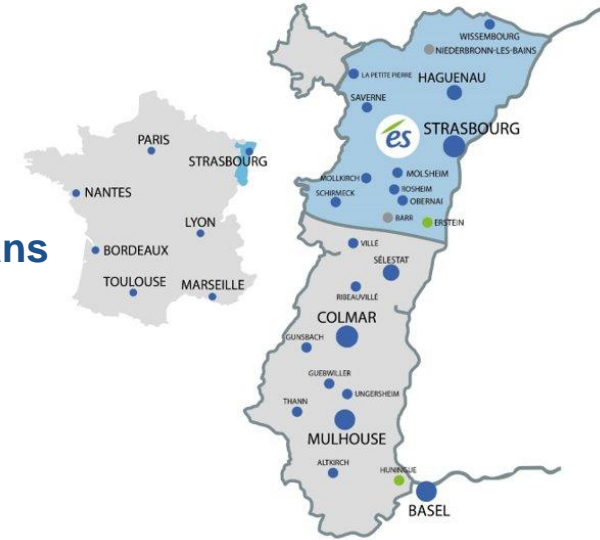 PARIS
STRASBOURG
NANTES
LYON
ns
BORDEAUX
TOULOUSE
MARSEILLE
WISSEMBOURG
NIEDERBRONN-LES-BAINS
LA PETITE PIERRE
HAGUENAU
SAVERNE
és
STRASBOURG
MOLLKIRCH
MOLSHEIM
ROSHEIM
SCHIRMECK
OBERNAI
BARR
ERSTEIN
VILLÉ
SÉLESTAT
RIBEAUVILLÉ
COLMAR
GUNSBACH
GUEBWILLER
UNGERSHEIM
THANN
MULHOUSE
ALTKIRCH
HUNINGUE
BASEL